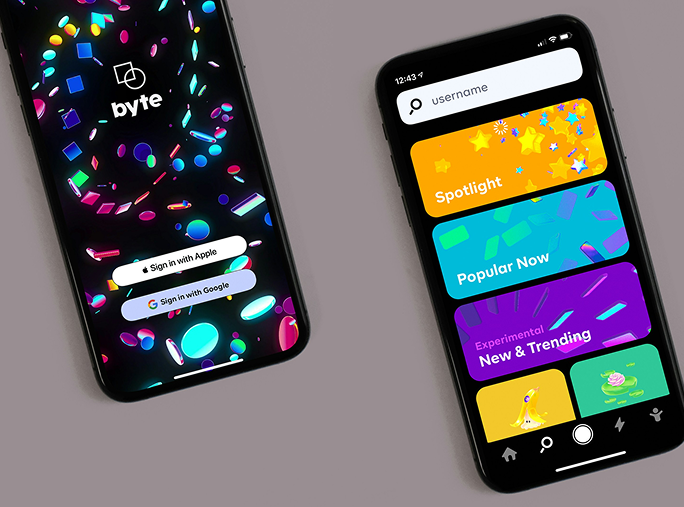 byte
Sign in with Apple
Sign in with Google
12:43
username
Spotlight
Popular Now
Experimental
New & Trending